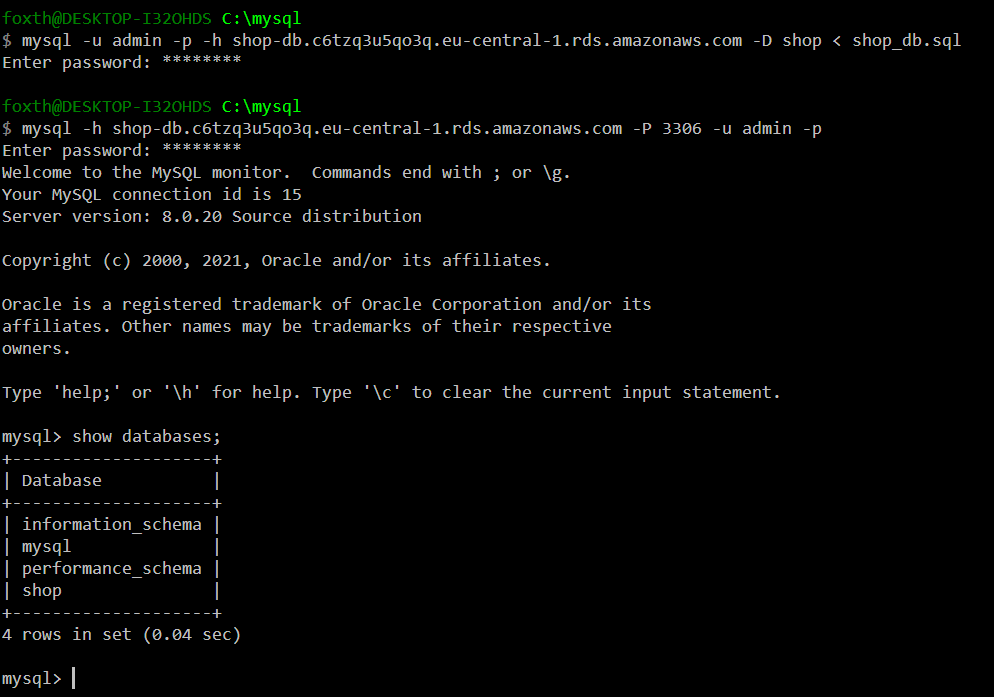 foxth@DESKTOP-I32OHDS C:\mysql
$ mysql -u admin -p -h shop-db.c6tzq3u5qo3q.eu-central-1.rds.amazonaws.com -D shop < shop_db.sql
Enter password: ********
foxth@DESKTOP-I32OHDS C:\mysql
$ mysql -h shop-db.c6tzq3u5qo3q.eu-central-1.rds.amazonaws.com -P 3306 -u admin -p
Enter password: ********
Welcome to the MySQL monitor.  Commands end with ; or \g.
Your MySQL connection id is 15
Server version: 8.0.20 Source distribution
Copyright (c) 2000, 2021, Oracle and/or its affiliates.
Oracle is a registered trademark of Oracle Corporation and/or its
affiliates. Other names may be trademarks of their respective
owners.
Type 'help;' or '\h' for help. Type '\c' to clear the current input statement.
mysql> show databases;
+--------------------+
| Database           |
+--------------------+
| information_schema |
| mysql              |
| performance_schema |
| shop               |
+--------------------+
4 rows in set (0.04 sec)
mysql>